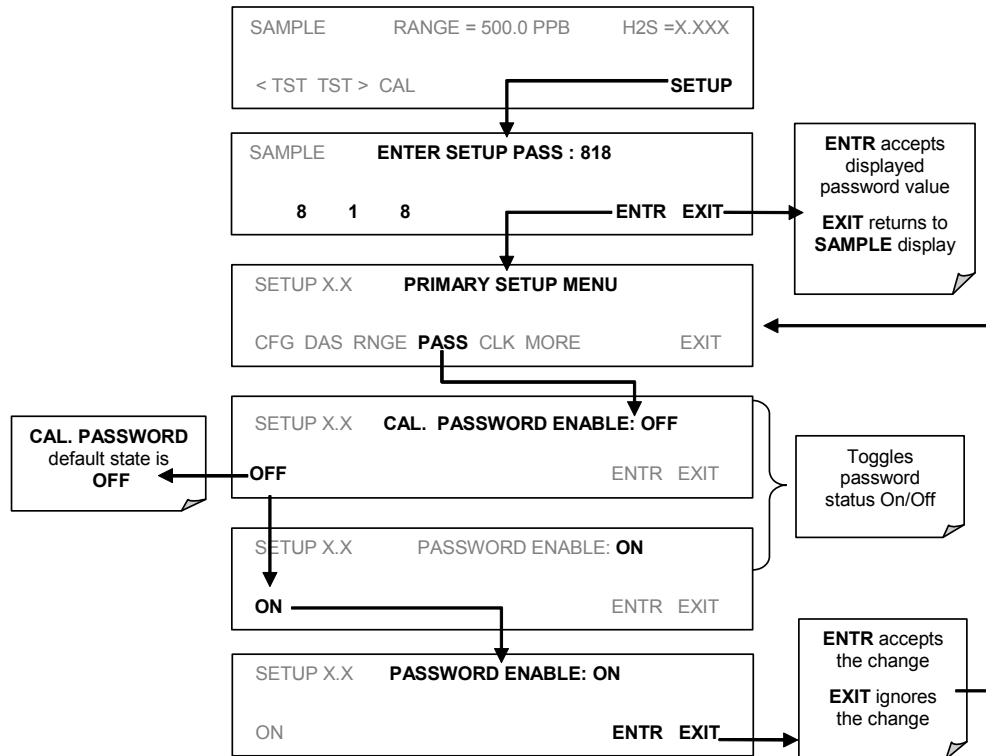 SAMPLE RANGE = 500.0 PPB H2S =X.XXX
< TST TST > CAL SETUP
SAMPLE ENTER SETUP PASS : 818
8 1 8 ENTR EXIT
ENTR accepts
displayed
password value
EXIT returns to
SAMPLE display
SETUP X.X PRIMARY SETUP MENU
CFG DAS RNGE PASS CLK MORE EXIT
SETUP X.X CAL. PASSWORD ENABLE: OFF
OFF ENTR EXIT
CAL. PASSWORD
default state is
OFF
Toggles
password
status On/Off
SETUP X.X PASSWORD ENABLE: ON
ON ENTR EXIT
SETUP X.X PASSWORD ENABLE: ON
ON ENTR EXIT
ENTR accepts
the change
EXIT ignores
the change